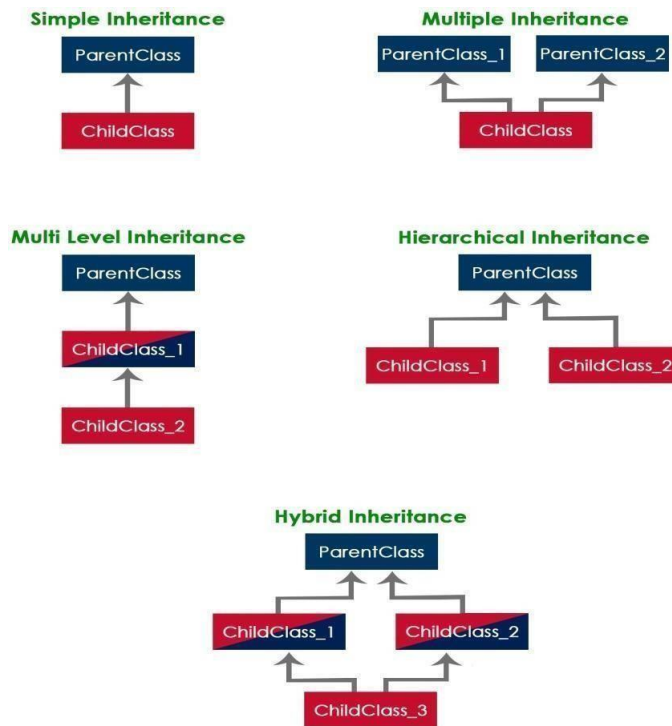 Simple Inheritance
ParentClass
ChildClass
Multiple Inheritance
ParentClass_1
ParentClass_2
ChildClass
Multi Level Inheritance
ParentClass
ChildClass_1
ChildClass_2
Hierarchical Inheritance
ParentClass
ChildClass_1
ChildClass_2
Hybrid Inheritance
ParentClass
ChildClass_1
ChildClass_2
ChildClass_3